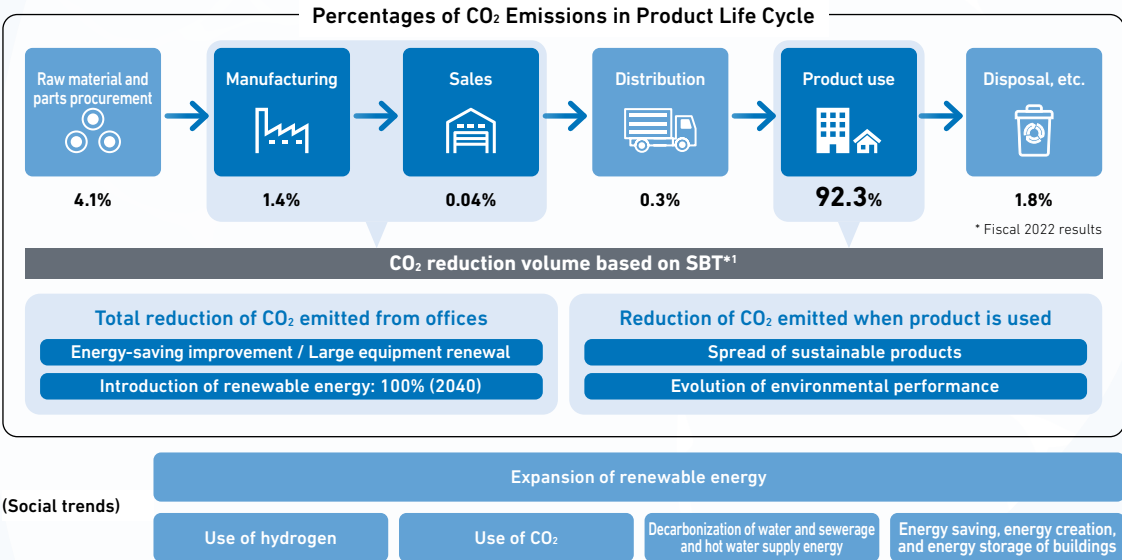 Percentages of CO₂ Emissions in Product Life Cycle
Raw material and
parts procurement
Manufacturing
Sales
Distribution
Product use
Disposal, etc.
4.1%
1.4%
0.04%
0.3%
92.3%
1.8%
* Fiscal 2022 results
CO₂ reduction volume based on SBT*¹
Total reduction of CO₂ emitted from offices
Energy-saving improvement / Large equipment renewal
Introduction of renewable energy: 100% (2040)
Reduction of CO₂ emitted when product is used
Spread of sustainable products
Evolution of environmental performance
(Social trends)
Expansion of renewable energy
Use of hydrogen
Use of CO₂
Decarbonization of water and sewerage
and hot water supply energy
Energy saving, energy creation,
and energy storage of buildings